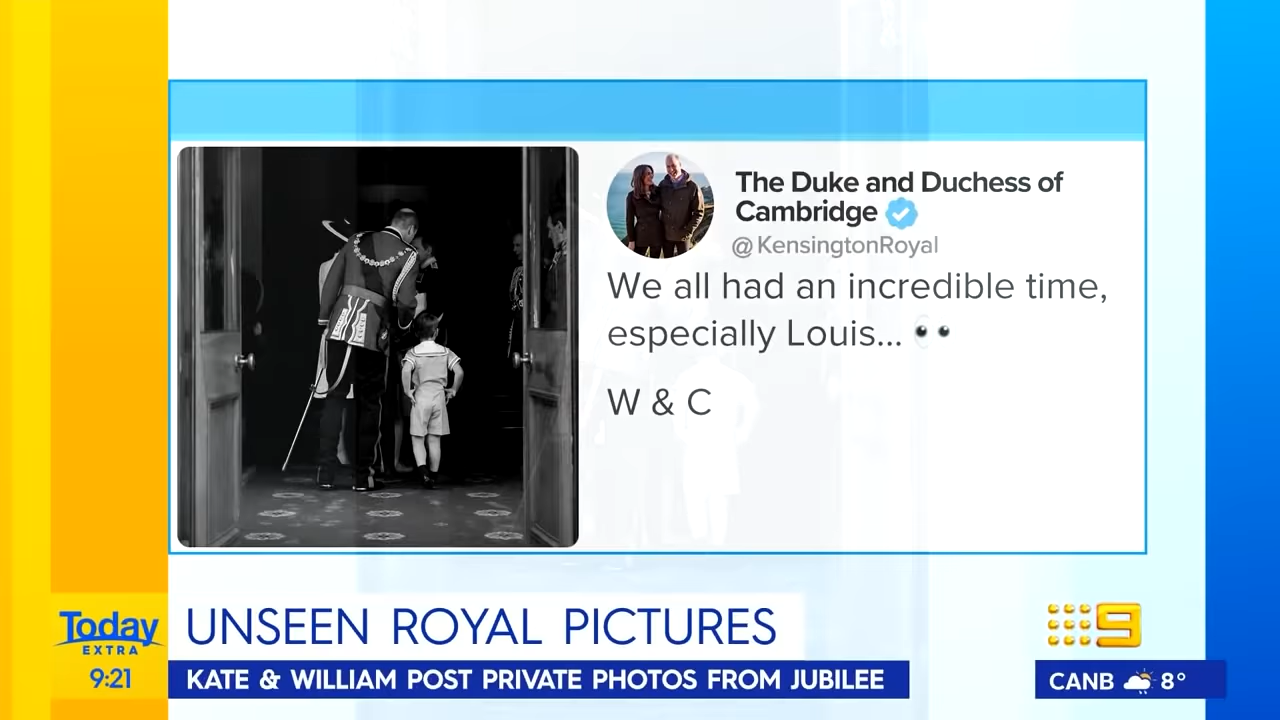 The Duke and Duchess of
Cambridge
@KensingtonRoyal
We all had an incredible time,
especially Louis... 👀
W & C
UNSEEN ROYAL PICTURES
KATE & WILLIAM POST PRIVATE PHOTOS FROM JUBILEE
Today
EXTRA
9:21
9
CANB 8°